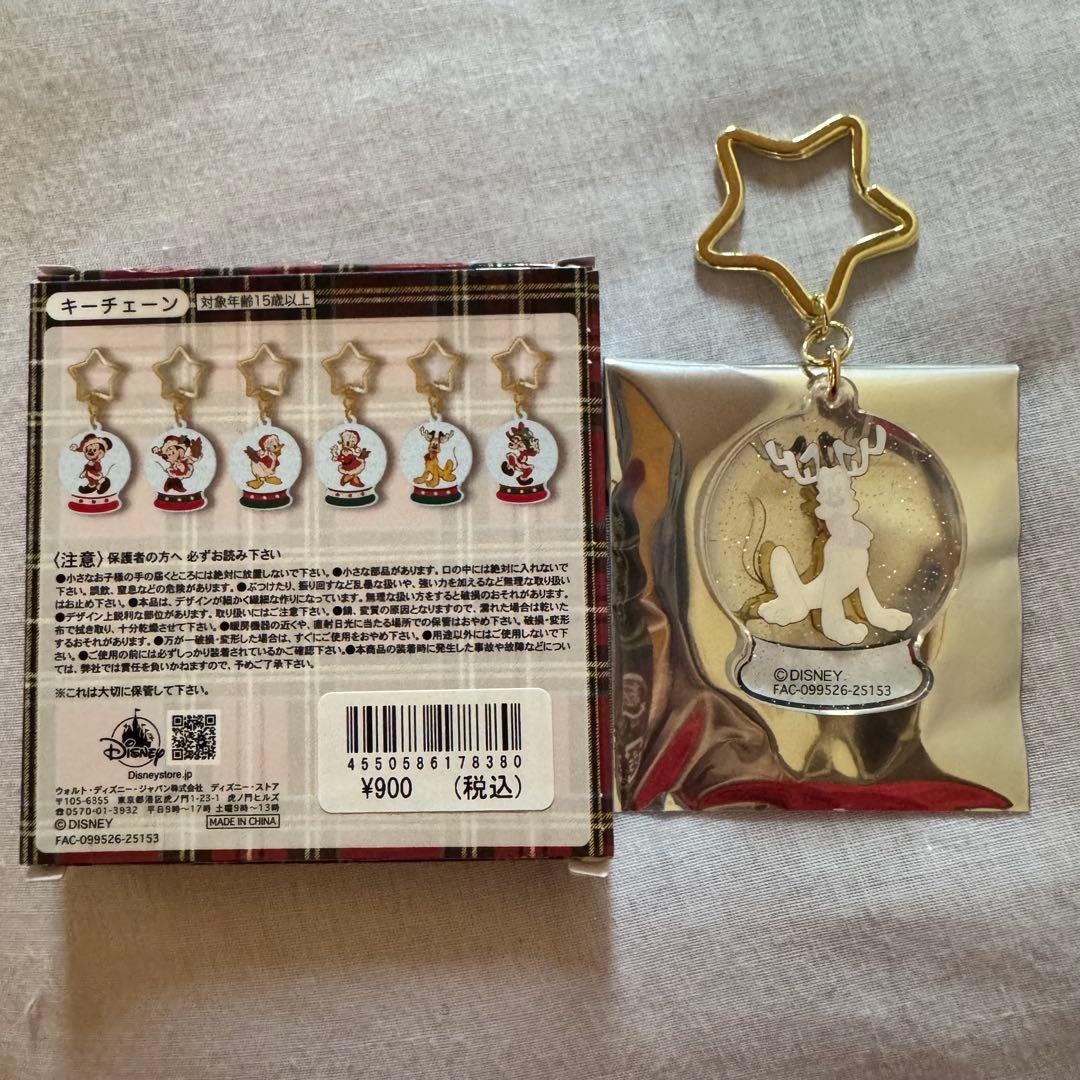 キーチェーン
対象年齢15歳以上
〈注意〉保護者の方へ 必ずお読み下さい
●小さなお子様の手の届くところには絶対に放置しないで下さい。●小さな部品があります。口の中には絶対に入れないで
下さい。誤飲、窒息などの危険があります。●ぶつけたり、振り回すなど乱暴な扱いや、強い力を加えるなど無理な取り扱い
はお止め下さい。●本品は、デザインが細かく繊細な作りになっています。無理な扱い方をすると破損のおそれがあります。
●デザイン上鋭利な部位があります。取り扱いにはご注意下さい。●錆、変質の原因となりますので、濡れた場合は乾いた
布で拭き取り、十分乾燥させて下さい。●暖房機器の近くや、直射日光に当たる場所での保管はおやめ下さい。破損・変形
するおそれがあります。●万が一破損・変形した場合は、すぐにご使用をおやめ下さい。●用途以外にはご使用しないで下
さい。●ご使用の前には必ずしっかり装着されているかご確認下さい。●本商品の装着時に発生した事故や故障などについ
ては、弊社では責任を負いかねますので、予めご了承下さい。
※これは大切に保管して下さい。
Disney
Disneystore.jp
ウォルト・ディズニー・ジャパン株式会社 ディズニー・ストア
〒105-6355 東京都港区虎ノ門1-23-1 虎ノ門ヒルズ
☎0570-01-3932 平日9時〜17時 土曜9時〜13時
©DISNEY
MADE IN CHINA
FAC-099526-25153
4550586178380
¥900 (税込)
©DISNEY
FAC-099526-25153